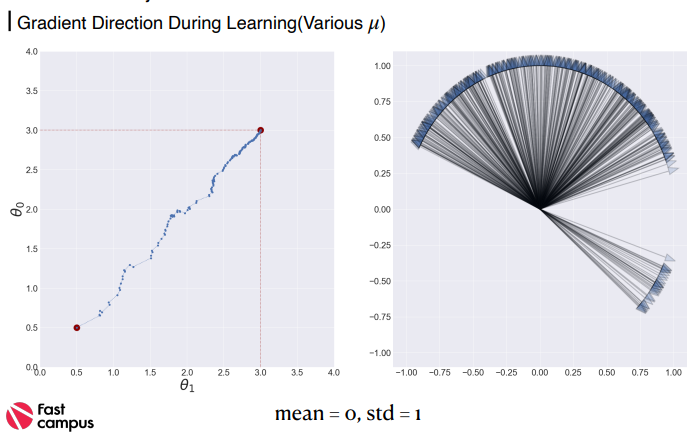 Gradient Direction During Learning(Various μ)
4.0
3.5
3.0
2.5
2.0
1.5
1.0
0.5
0.0
θ0
0.0 0.5 1.0 1.5 2.0 2.5 3.0 3.5 4.0
θ1
1.00
0.75
0.50
0.25
0.00
−0.25
−0.50
−0.75
−1.00
−1.00 −0.75 −0.50 −0.25 0.00 0.25 0.50 0.75 1.00
Fast
campus
mean = 0, std = 1